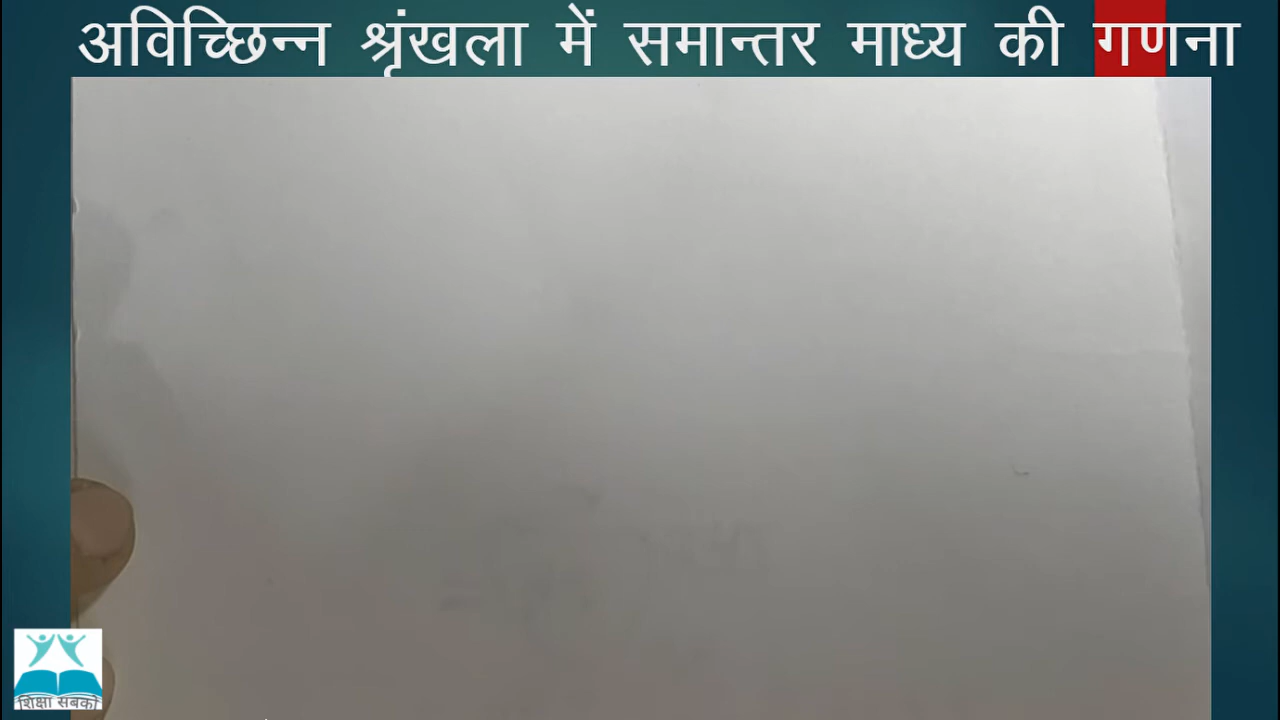 अविच्छिन्न श्रृंखला में समान्तर माध्य की गणना
शिक्षा सबको